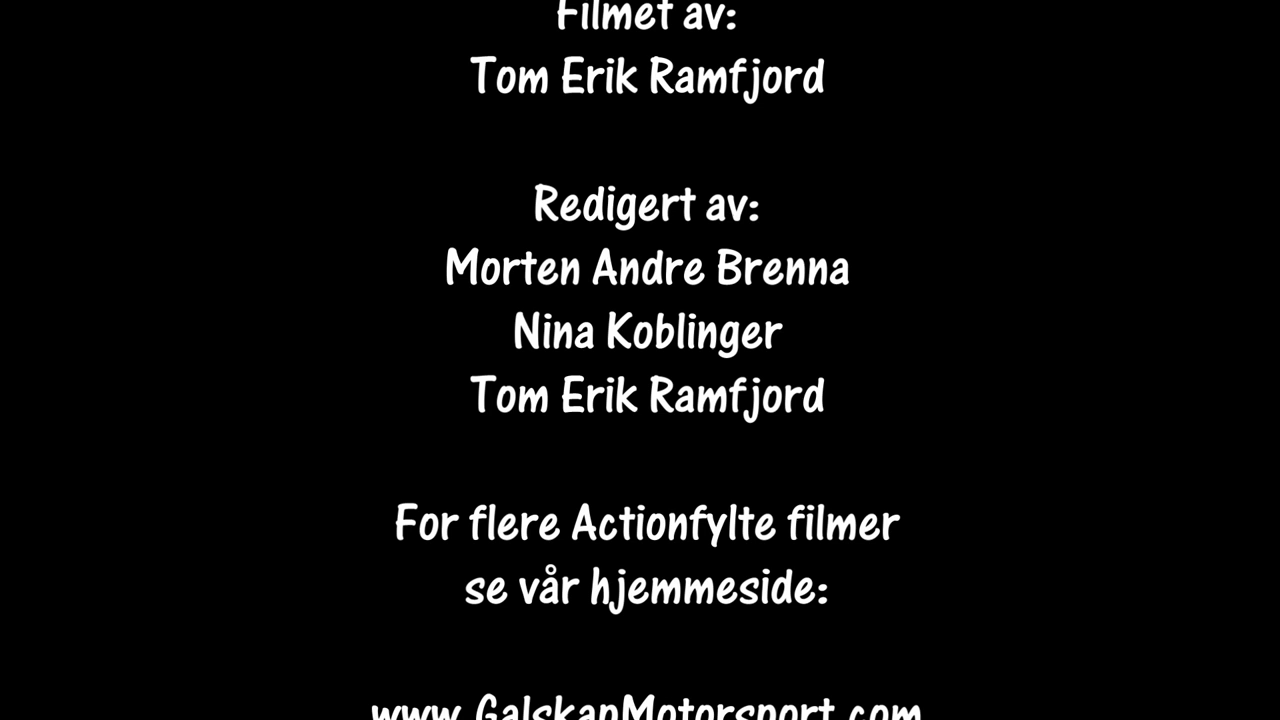 Filmet av:
Tom Erik Ramfjord
Redigert av:
Morten Andre Brenna
Nina Koblinger
Tom Erik Ramfjord
For flere Actionfylte filmer
se vår hjemmeside:
www.GalskapMotorsport.com